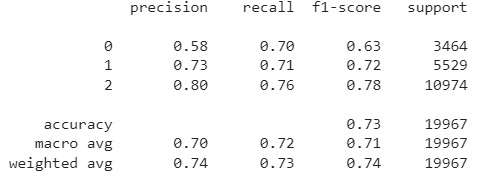 precision recall f1-score support
0 0.58 0.70 0.63 3464
1 0.73 0.71 0.72 5529
2 0.80 0.76 0.78 10974
accuracy 0.73 19967
macro avg 0.70 0.72 0.71 19967
weighted avg 0.74 0.73 0.74 19967